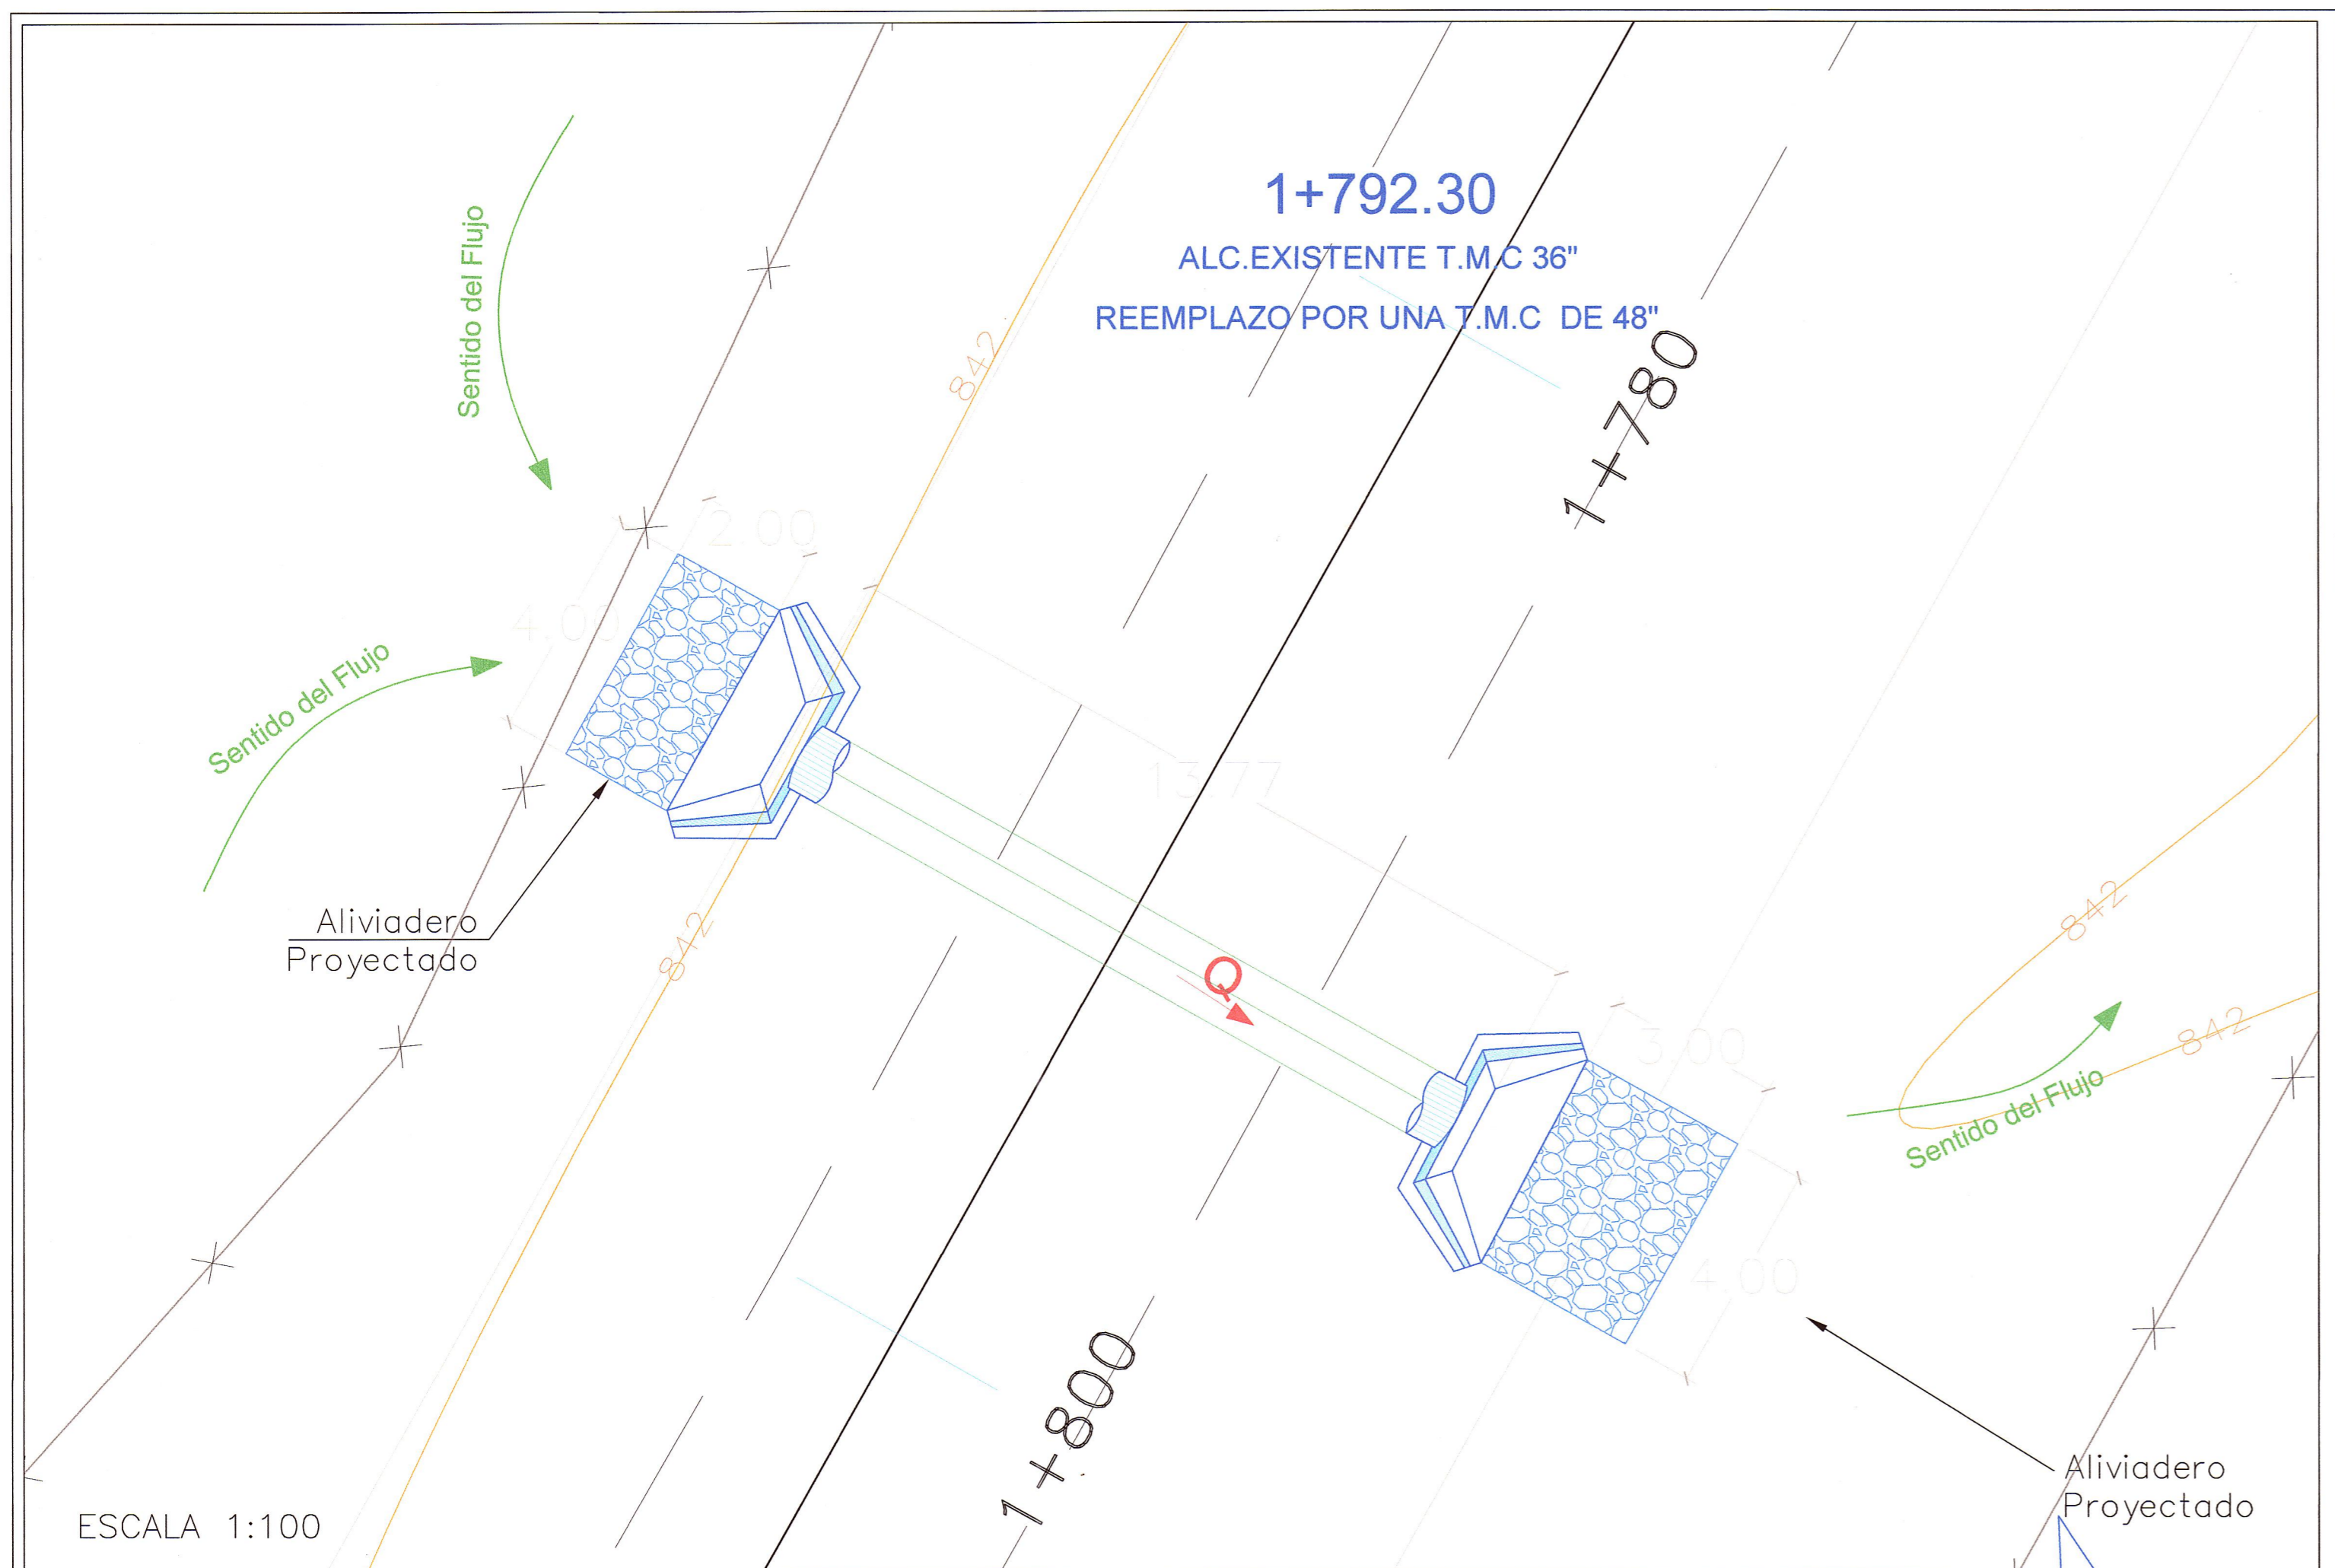 1+792.30
ALC.EXISTENTE T.M.C 36"
REEMPLAZO POR UNA T.M.C DE 48"
Sentido del Flujo
842
1+780
2.00
4.00
Sentido del Flujo
13.77
Aliviadero
Proyectado
842
842
Q
3.00
842
Sentido del Flujo
4.00
1+800
Aliviadero
Proyectado
ESCALA 1:100